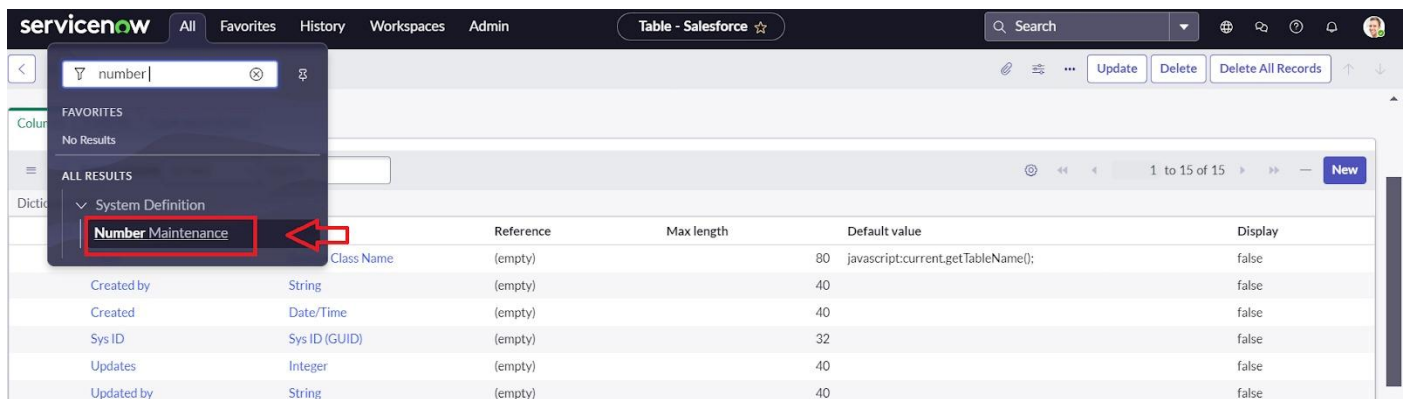 servicenow All Favorites History Workspaces Admin Table - Salesforce Search
number Update Delete Delete All Records
FAVORITES
Colur
No Results
ALL RESULTS 1 to 15 of 15 New
Dictic System Definition
Number Maintenance Reference Max length Default value Display
Class Name (empty) 80 javascript:current.getTableName(); false
Created by String (empty) 40 false
Created Date/Time (empty) 40 false
Sys ID Sys ID (GUID) (empty) 32 false
Updates Integer (empty) 40 false
Updated by String (empty) 40 false